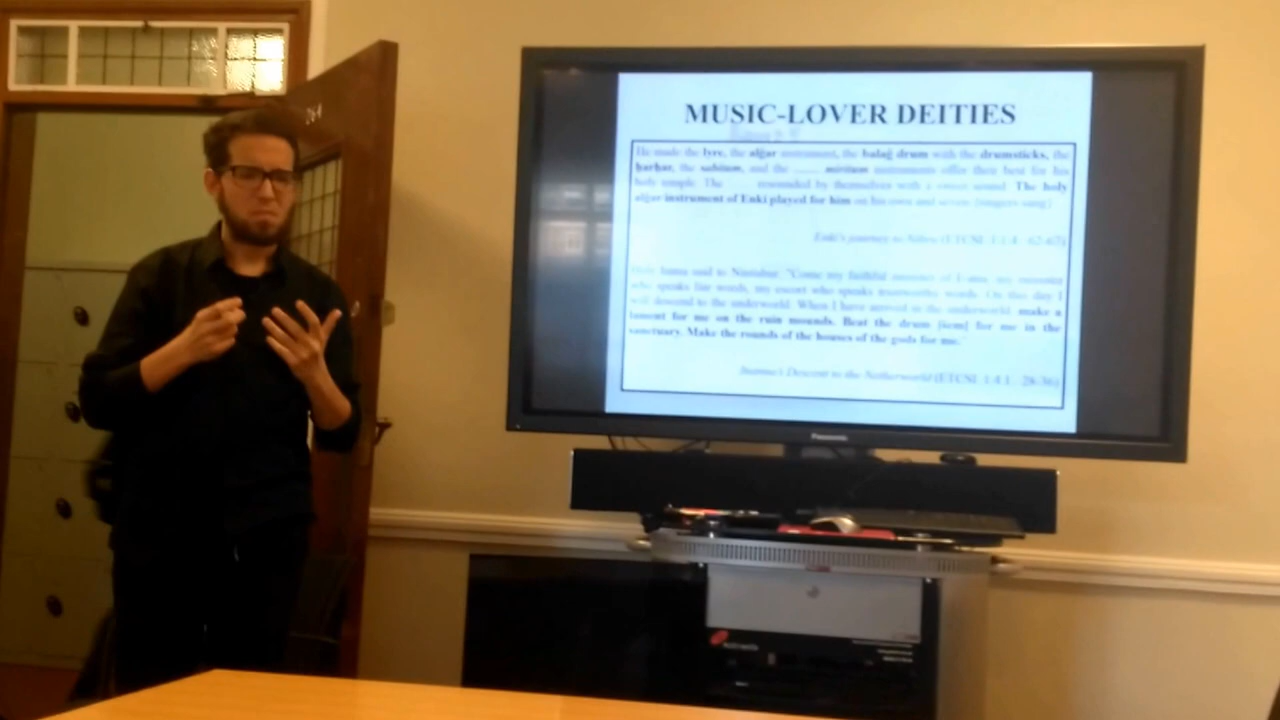 264
MUSIC-LOVER DEITIES
He made the lyre, the alĝar instrument, the balaĝ drum with the drumsticks, the
ḫarḫar, the sabitum, and the ...... miritum instruments offer their best for his
holy temple. The resounded by themselves with a sweet sound. The holy
alĝar instrument of Enki played for him on his own and seven [singers sang]
Enki's journey to Nibru (ETCSL 1.1.4 : 62-67)
Holy Inana said to Ninšubur: "Come my faithful minister of E-ana, my minister
who speaks fair words, my escort who speaks trustworthy words. On this day I
will descend to the underworld. When I have arrived in the underworld, make a
lament for me on the ruin mounds. Beat the drum [šem] for me in the
sanctuary. Make the rounds of the houses of the gods for me."
Inanna's Descent to the Netherworld (ETCSL 1.4.1 : 28-36)
Panasonic